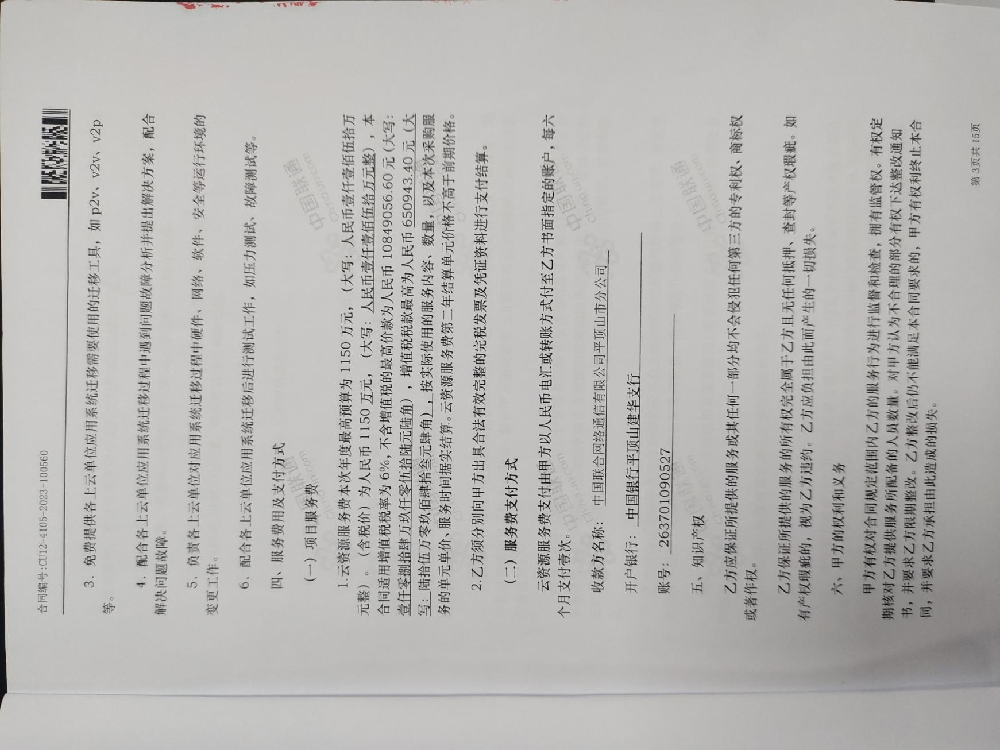 合同编号:CU12-4105-2023-100560
3．免费提供各上云单位应用系统迁移需要使用的迁移工具，如 p2v、v2v、v2p
等。
4．配合各上云单位应用系统迁移过程中遇到问题故障分析并提出解决方案，配合
解决问题故障。
5．负责各上云单位对应用系统迁移过程中硬件、网络、软件、安全等运行环境的
变更工作。
6．配合各上云单位应用系统迁移后进行测试工作，如压力测试、故障测试等。
四、服务费用及支付方式
（一）项目服务费
1.云资源服务费本次年度最高预算为 1150 万元，（大写：人民币壹仟壹佰伍拾万
元整）。（含税价）为人民币 1150 万元，（大写：人民币壹仟壹佰伍拾万元整），本
合同适用增值税税率为 6%，不含增值税的最高价款为人民币 10849056.60 元（大写：
壹仟零捌拾肆万玖仟零伍拾陆元陆角），增值税税款最高为人民币 650943.40 元（大
写：陆拾伍万零玖佰肆拾叁元肆角），按实际使用的服务内容、数量，以及本次采购服
务的单元单价、服务时间据实结算。云资源服务费第二年结算单元价格不高于前期价格。
2.乙方须分别向甲方出具合法有效完整的完税发票及凭证资料进行支付结算。
（二）服务费支付方式
云资源服务费支付由甲方以人民币电汇或转账方式付至乙方书面指定的账户，每六
个月支付壹次。
收款方名称：中国联合网络通信有限公司平顶山市分公司
开户银行：中国银行平顶山建华支行
账号：263701090527
五、知识产权
乙方应保证所提供的服务或其任何一部分均不会侵犯任何第三方的专利权、商标权
或著作权。
乙方保证所提供的服务的所有权完全属于乙方且无任何抵押、查封等产权瑕疵。如
有产权瑕疵的，视为乙方违约。乙方应负担由此而产生的一切损失。
六、甲方的权利和义务
甲方有权对合同规定范围内乙方的服务行为进行监督和检查，拥有监管权。有权定
期核对乙方提供服务所配备的人员数量。对甲方认为不合理的部分有权下达整改通知
书，并要求乙方限期整改。乙方整改后仍不能满足本合同要求的，甲方有权利终止本合
同，并要求乙方承担由此造成的损失。
第 3页共 15页
中国联通
China unicom
中国联通
China unicom
中国联通
China unicom
中国联通
China unicom
中国联通
China unicom
中国联通
China unicom